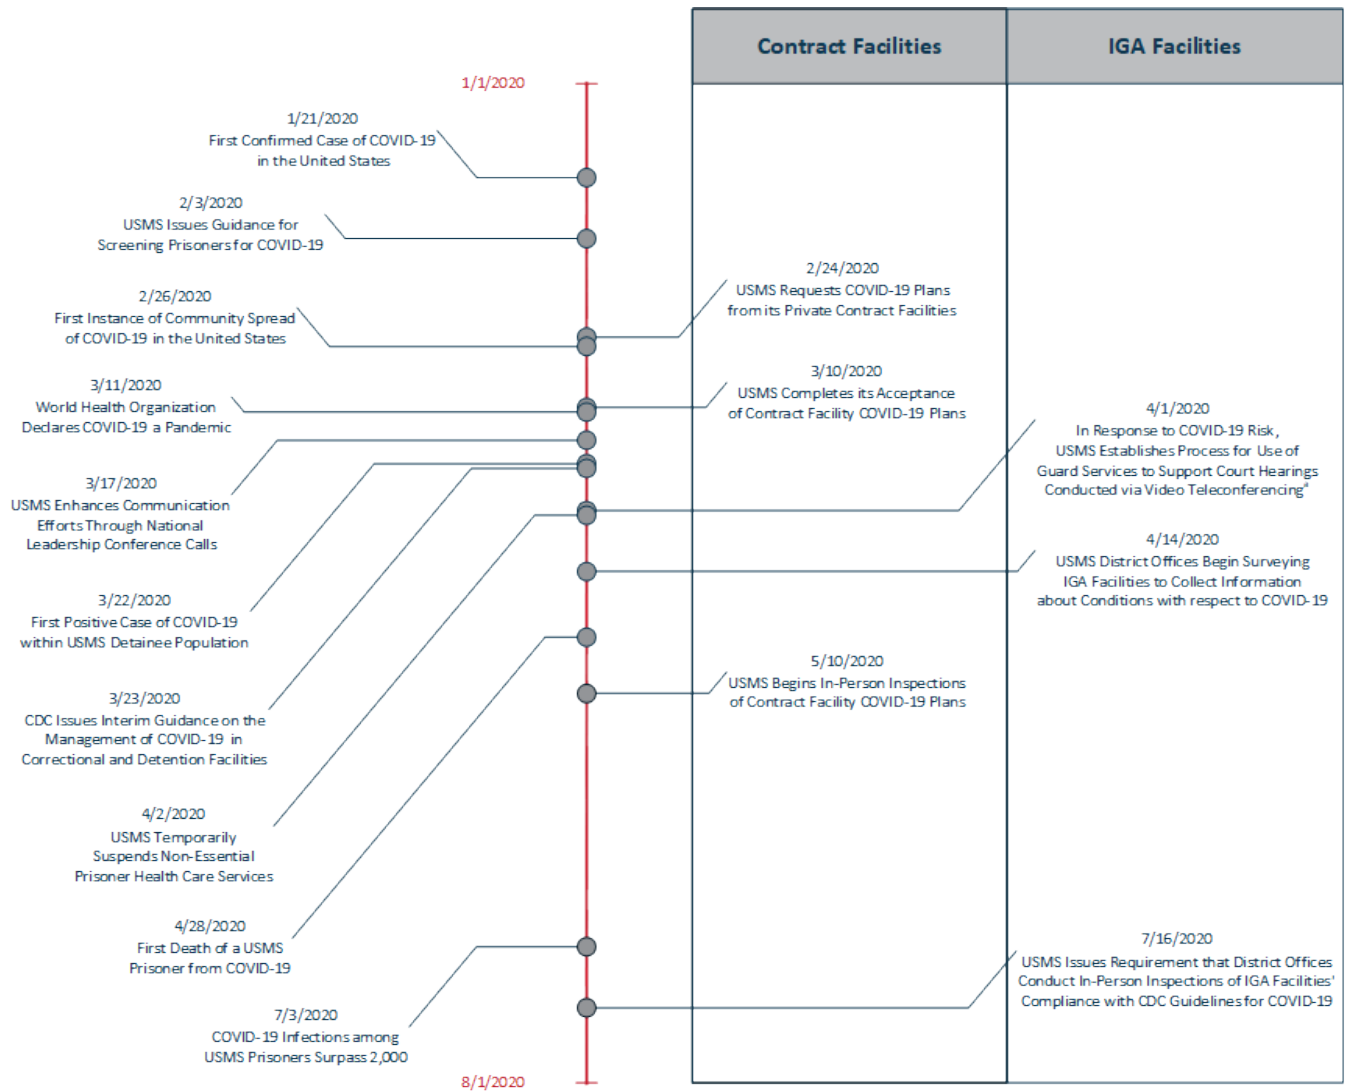 Contract Facilities
IGA Facilities
1/1/2020
1/21/2020
First Confirmed Case of COVID-19
in the United States
2/3/2020
USMS Issues Guidance for
Screening Prisoners for COVID-19
2/26/2020
First Instance of Community Spread
of COVID-19 in the United States
3/11/2020
World Health Organization
Declares COVID-19 a Pandemic
3/17/2020
USMS Enhances Communication
Efforts Through National
Leadership Conference Calls
3/22/2020
First Positive Case of COVID-19
within USMS Detainee Population
3/23/2020
CDC Issues Interim Guidance on the
Management of COVID-19 in
Correctional and Detention Facilities
4/2/2020
USMS Temporarily
Suspends Non-Essential
Prisoner Health Care Services
4/28/2020
First Death of a USMS
Prisoner from COVID-19
7/3/2020
COVID-19 Infections among
USMS Prisoners Surpass 2,000
8/1/2020
2/24/2020
USMS Requests COVID-19 Plans
from its Private Contract Facilities
3/10/2020
USMS Completes its Acceptance
of Contract Facility COVID-19 Plans
5/10/2020
USMS Begins In-Person Inspections
of Contract Facility COVID-19 Plans
4/1/2020
In Response to COVID-19 Risk,
USMS Establishes Process for Use of
Guard Services to Support Court Hearings
Conducted via Video Teleconferencingª
4/14/2020
USMS District Offices Begin Surveying
IGA Facilities to Collect Information
about Conditions with respect to COVID-19
7/16/2020
USMS Issues Requirement that District Offices
Conduct In-Person Inspections of IGA Facilities'
Compliance with CDC Guidelines for COVID-19